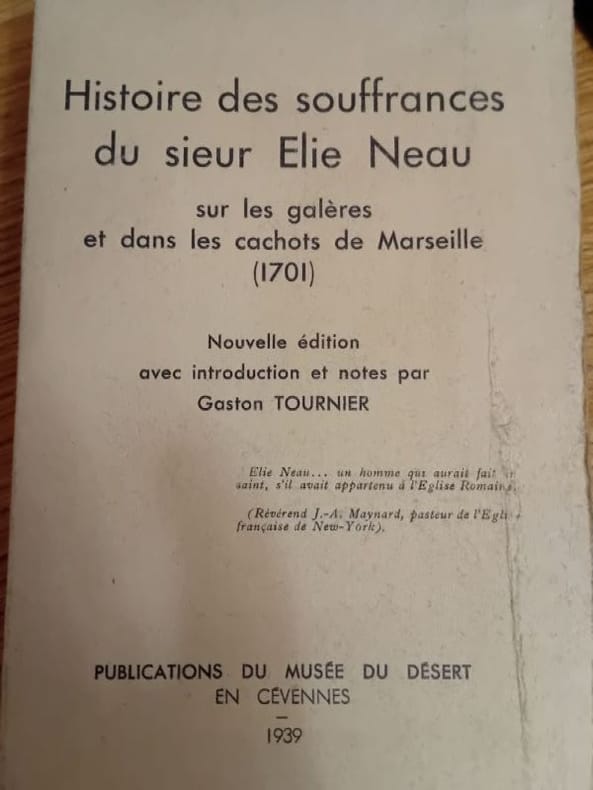 Histoire des souffrances
du sieur Elie Neau
sur les galères
et dans les cachots de Marseille
(1701)
Nouvelle édition
avec introduction et notes par
Gaston TOURNIER
Elie Neau... un homme qui aurait fait
saint, s'il avait appartenu à l'Eglise Romaine.
(Révérend J.-A. Maynard, pasteur de l'Egli
française de New-York).
PUBLICATIONS DU MUSÉE DU DÉSERT
EN CÉVENNES
1939